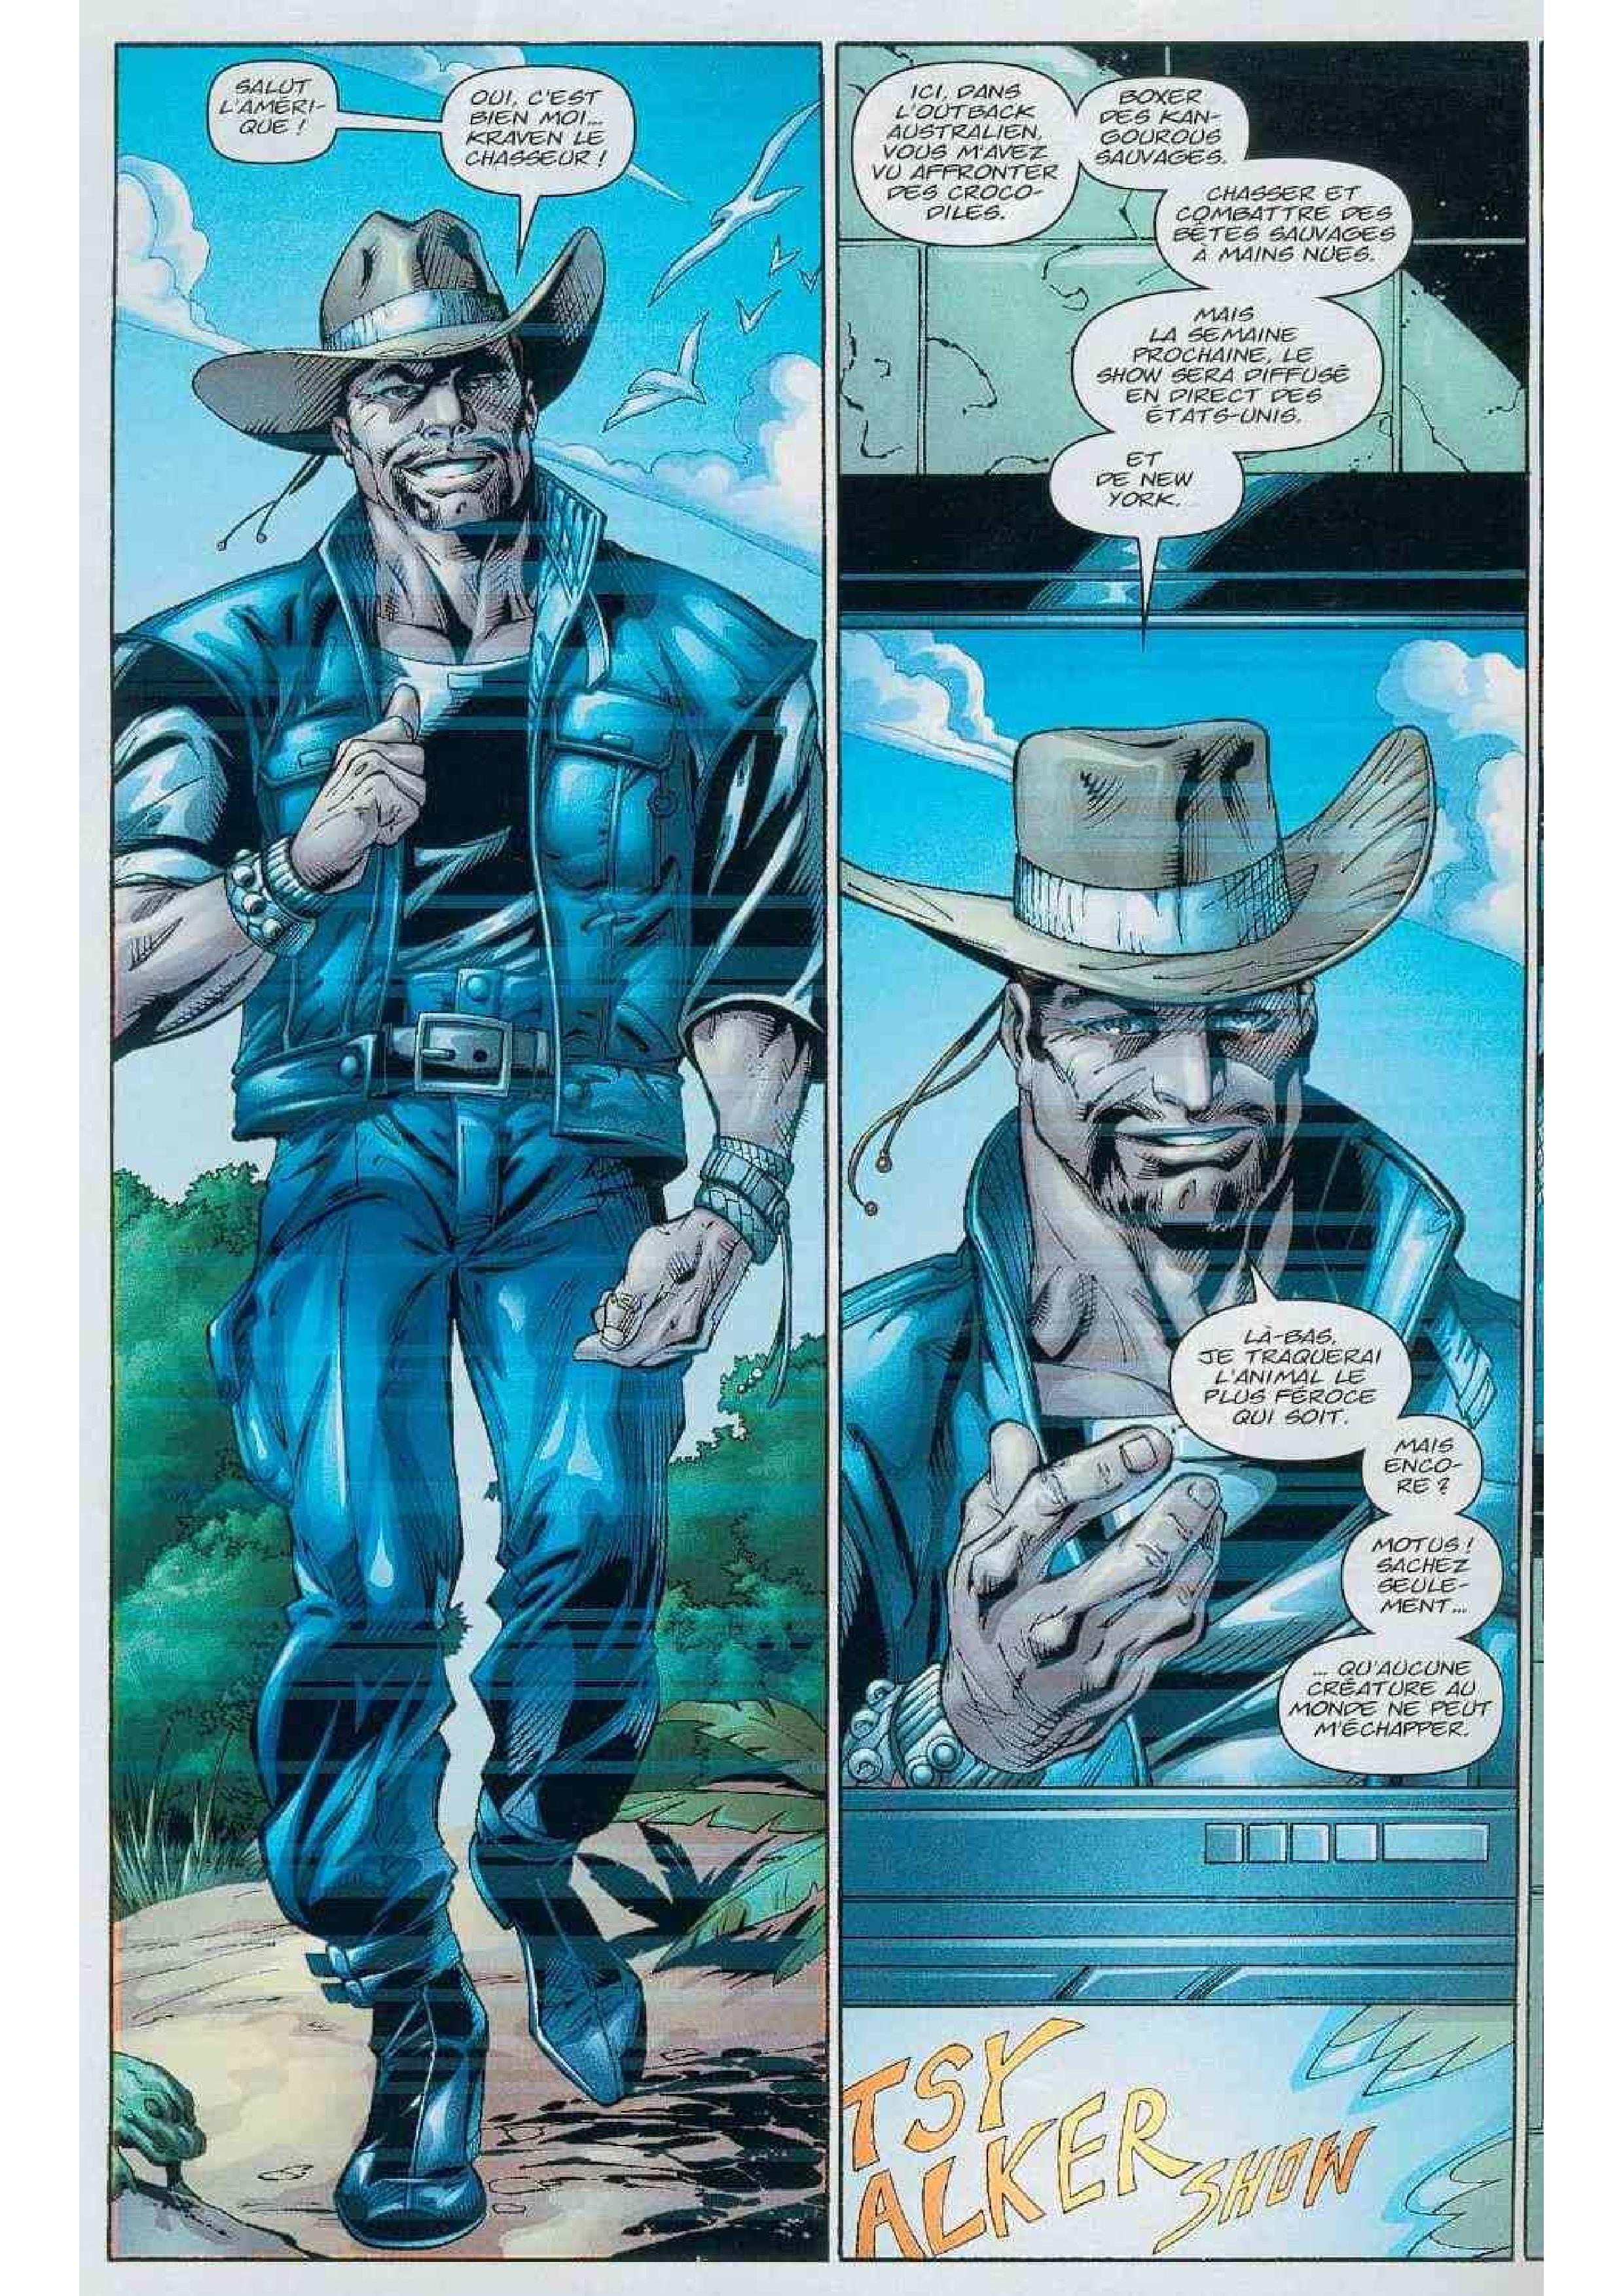 SALUT
L'AMÉRI-
QUE !
OUI, C'EST
BIEN MOI...
KRAVEN LE
CHASSEUR !
ICI, DANS
L'OUTBACK
AUSTRALIEN,
VOUS M'AVEZ
VU AFFRONTER
DES CROCO-
DILES.
BOXER
DES KAN-
GOUROUS
SAUVAGES.
CHASSER ET
COMBATTRE DES
BÊTES SAUVAGES
À MAINS NUES.
MAIS
LA SEMAINE
PROCHAINE, LE
SHOW SERA DIFFUSÉ
EN DIRECT DES
ÉTATS-UNIS.
ET
DE NEW
YORK.
LÀ-BAS,
JE TRAQUERAI
L'ANIMAL LE
PLUS FÉROCE
QUI SOIT.
MAIS
ENCO-
RE ?
MOTUS !
SACHEZ
SEULE-
MENT...
... QU'AUCUNE
CRÉATURE AU
MONDE NE PEUT
M'ÉCHAPPER.
TSY
ALKER
SHOW